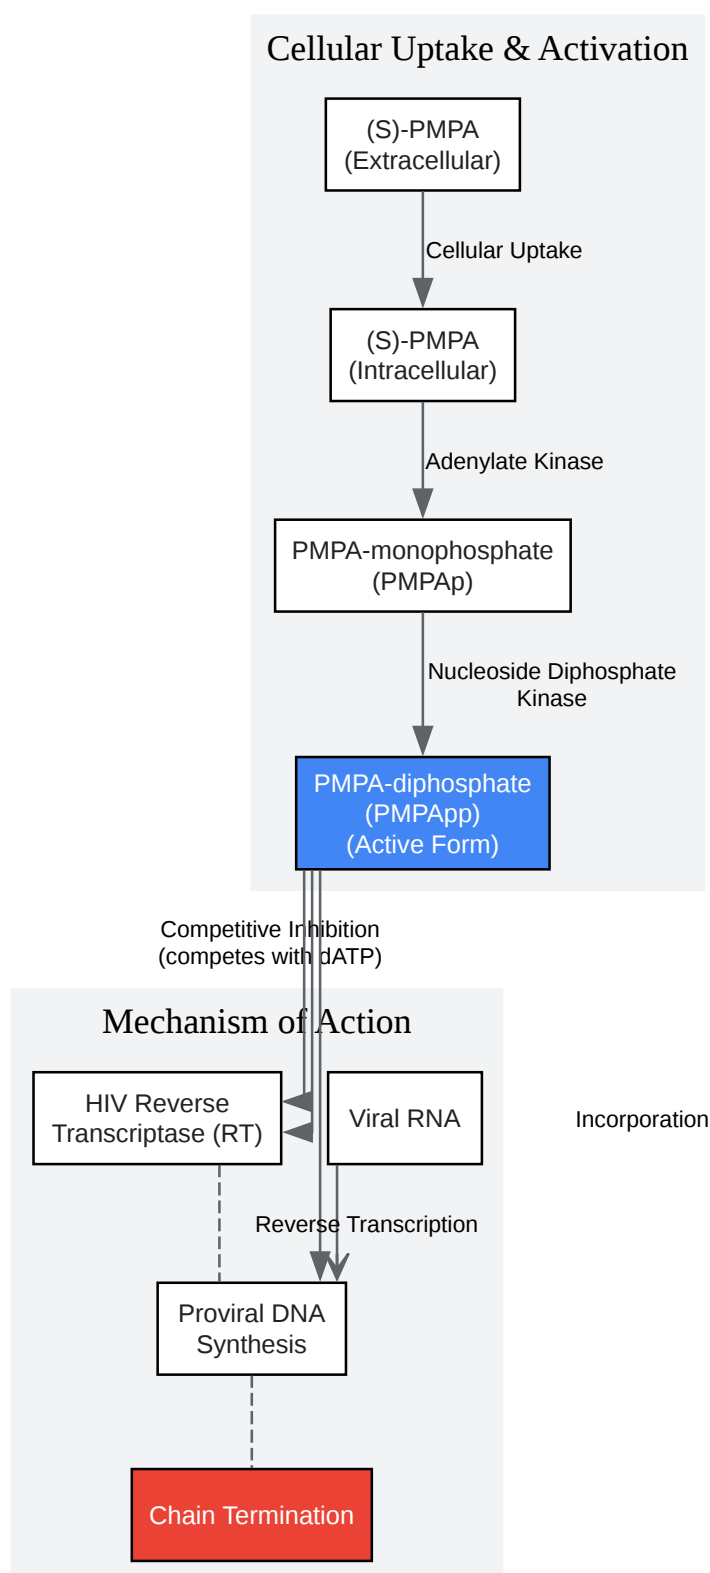 Cellular Uptake & Activation
(S)-PMPA
(Extracellular)
Cellular Uptake
(S)-PMPA
(Intracellular)
Adenylate Kinase
PMPA-monophosphate
(PMPAp)
Nucleoside Diphosphate
Kinase
PMPA-diphosphate
(PMPApp)
(Active Form)
Competitive Inhibition
(competes with dATP)
Mechanism of Action
HIV Reverse
Transcriptase (RT)
Viral RNA
Incorporation
Reverse Transcription
Proviral DNA
Synthesis
Chain Termination